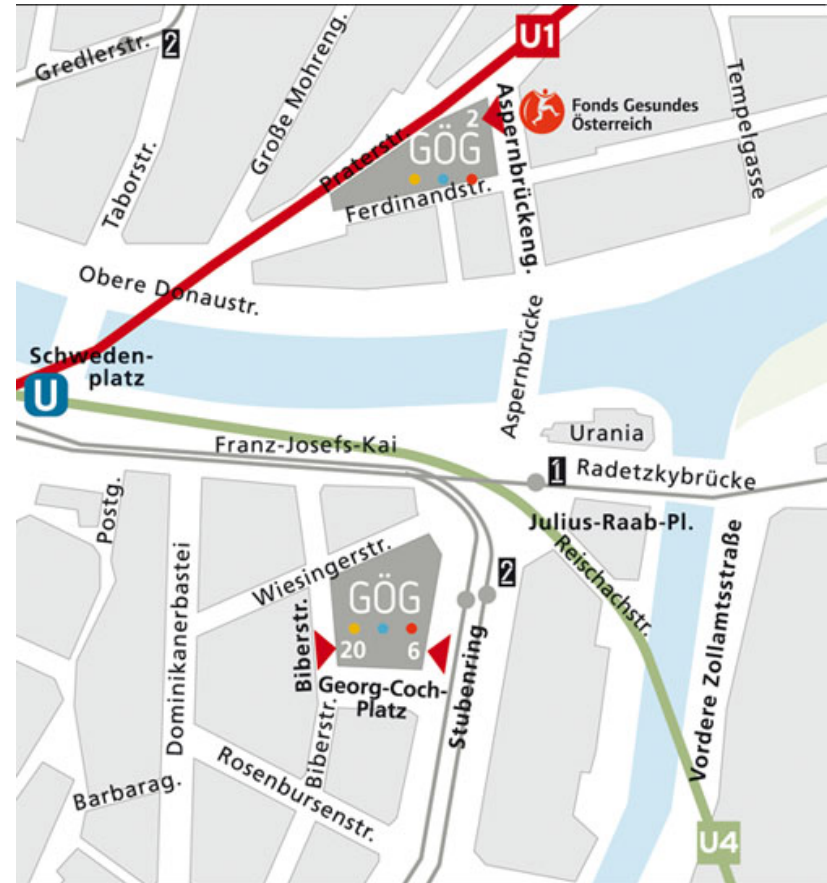 U1
Gredlerstr.
2
Große Mohreng.
Taborstr.
Praterstr.
2
GÖG
Aspernbrückeng.
Fonds Gesundes
Österreich
Tempelgasse
Ferdinandstr.
Obere Donaustr.
Aspernbrücke
Schweden-
platz
U
Franz-Josefs-Kai
Urania
1
Radetzkybrücke
Postg.
Julius-Raab-Pl.
Wiesingerstr.
Reischachstr.
2
GÖG
20
6
Biberstr.
Dominikanerbastei
Georg-Coch-
Platz
Stubenring
Vordere Zollamtsstraße
Biberstr.
Barbarag.
Rosenbursenstr.
U4